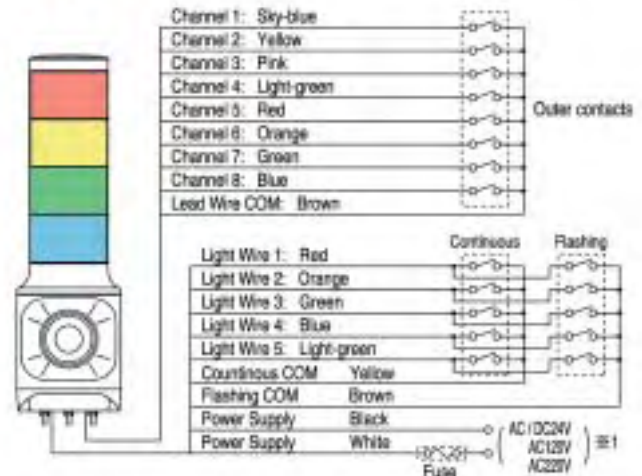 Channel 1: Sky-blue
Channel 2: Yellow
Channel 3: Pink
Channel 4: Light-green
Channel 5: Red
Channel 6: Orange
Channel 7: Green
Channel 8: Blue
Lead Wire COM: Brown
Outer contacts
Continuous Flashing
Light Wire 1: Red
Light Wire 2: Orange
Light Wire 3: Green
Light Wire 4: Blue
Light Wire 5: Light-green
Countinous COM Yellow
Flashing COM Brown
Power Supply Black
Power Supply White
Fuse
AC/DC24V
AC120V
AC220V
※1